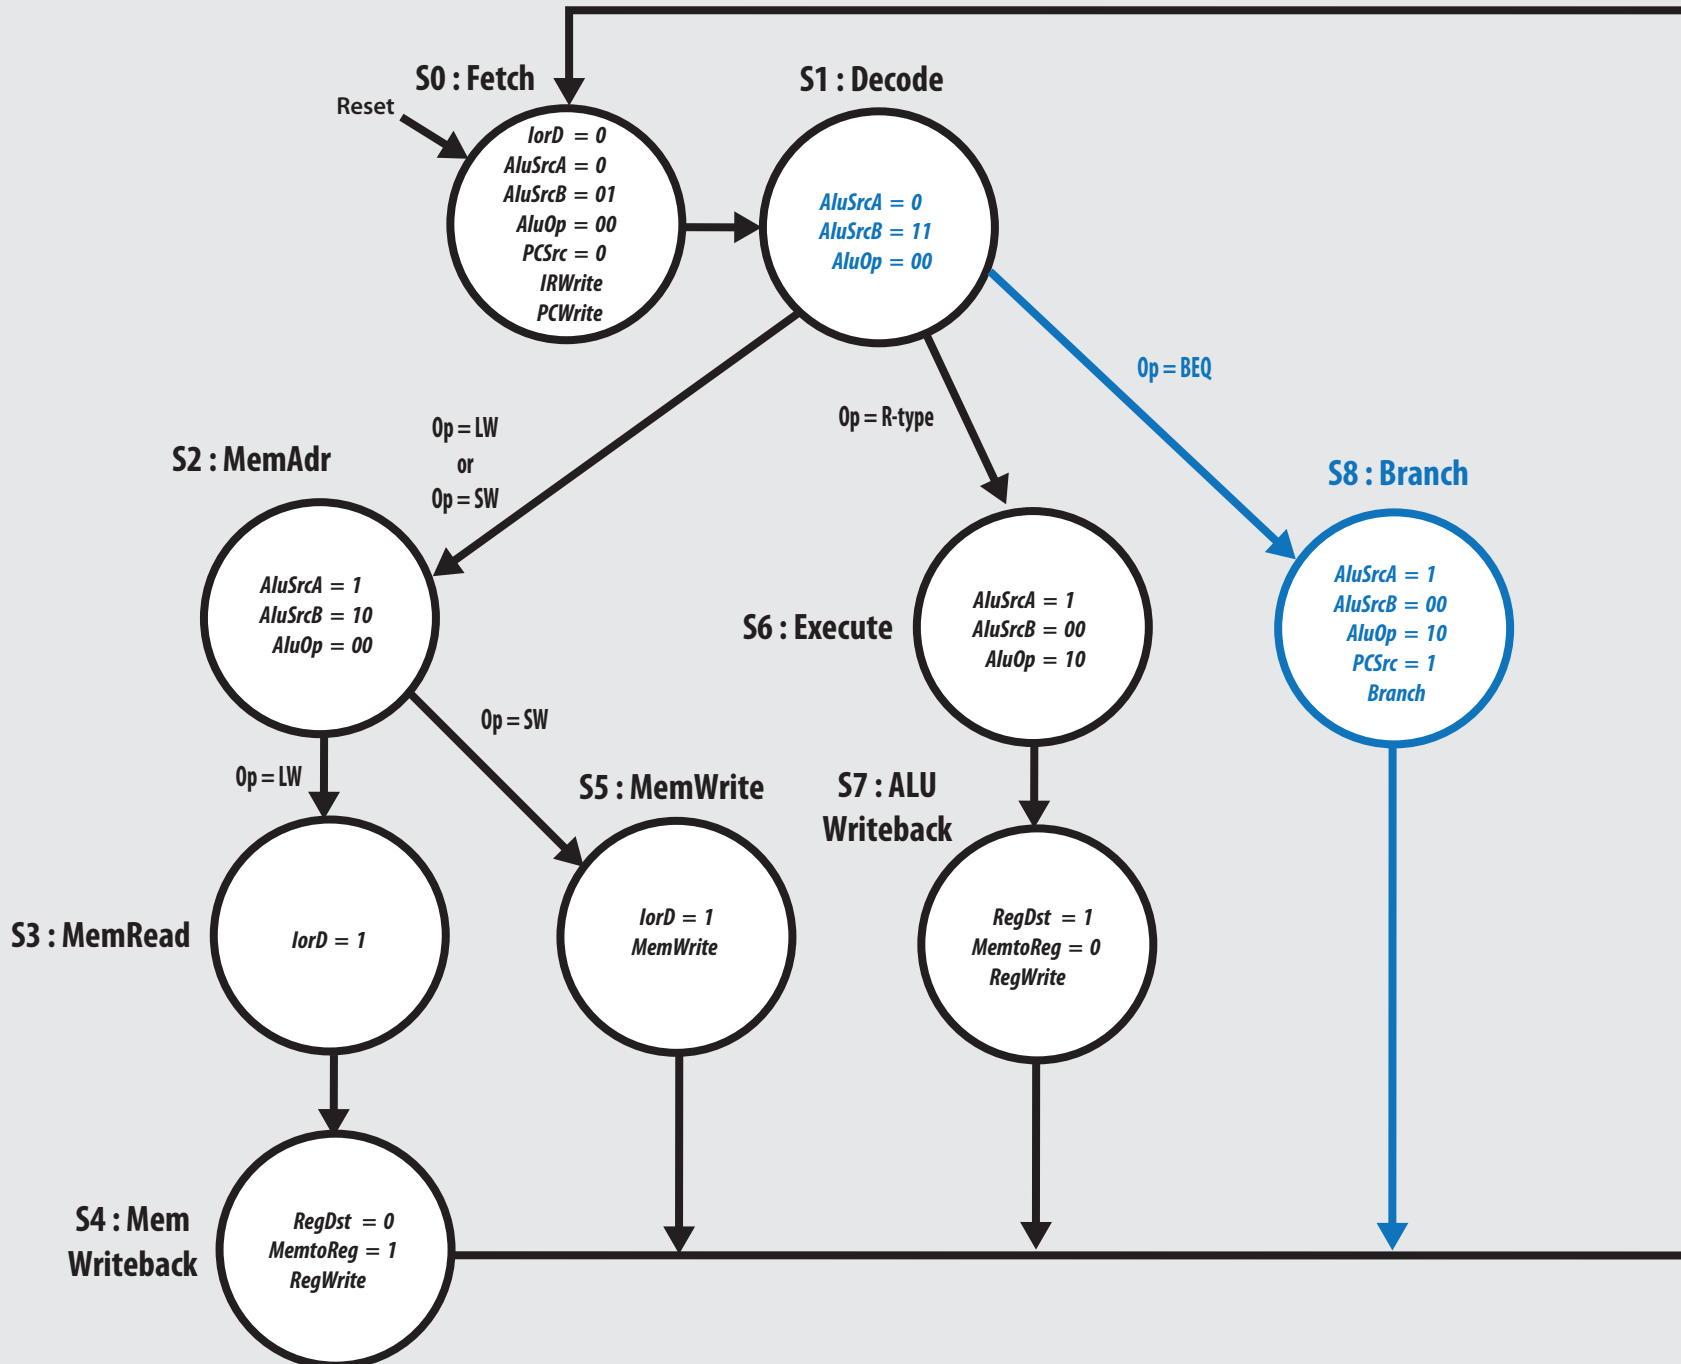 S0 : Fetch
S1 : Decode
Reset
IorD = 0
AluSrcA = 0
AluSrcB = 01
AluOp = 00
PCSrc = 0
IRWrite
PCWrite
AluSrcA = 0
AluSrcB = 11
AluOp = 00
Op = BEQ
Op = LW
or
Op = SW
Op = R-type
S2 : MemAdr
S8 : Branch
AluSrcA = 1
AluSrcB = 10
AluOp = 00
S6 : Execute
AluSrcA = 1
AluSrcB = 00
AluOp = 10
AluSrcA = 1
AluSrcB = 00
AluOp = 10
PCSrc = 1
Branch
Op = SW
Op = LW
S5 : MemWrite
S7 : ALU
Writeback
S3 : MemRead
IorD = 1
IorD = 1
MemWrite
RegDst = 1
MemtoReg = 0
RegWrite
S4 : Mem
Writeback
RegDst = 0
MemtoReg = 1
RegWrite